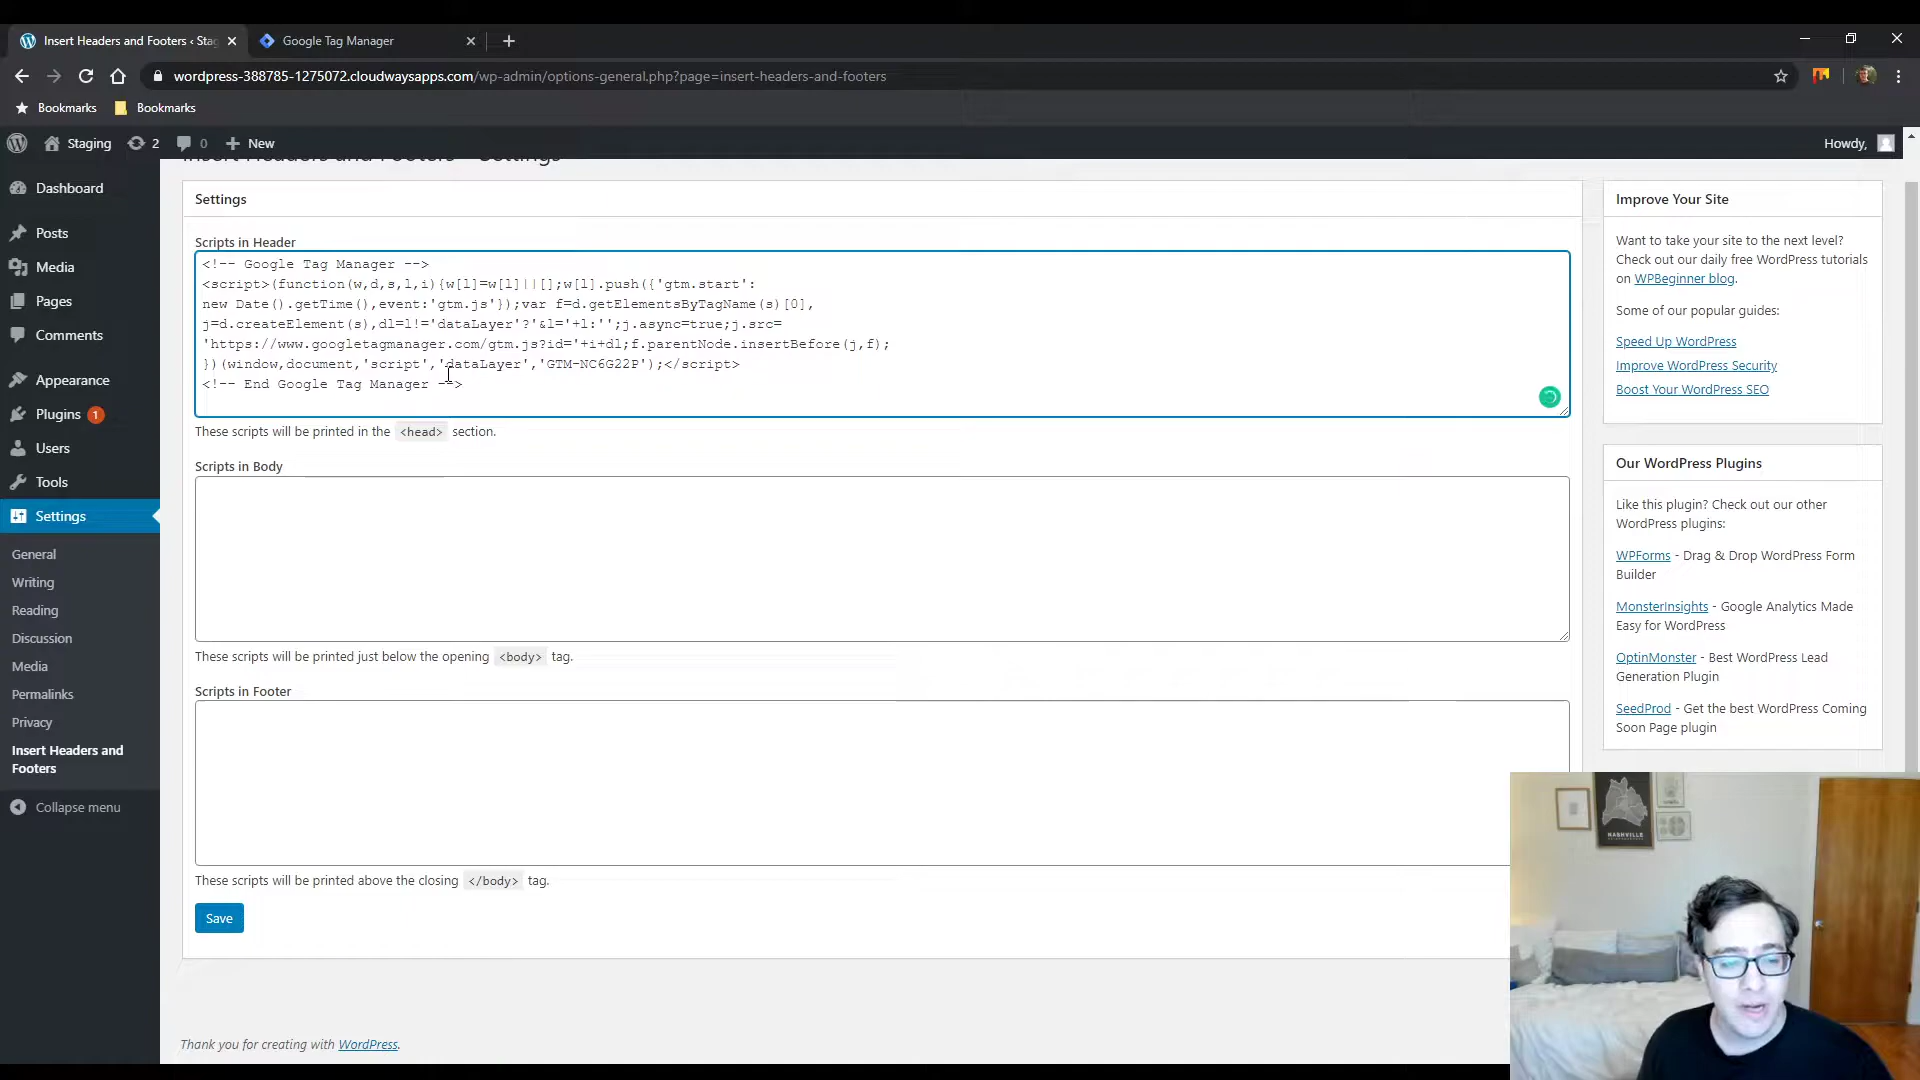 Insert Headers and Footers ‹ Stag
Google Tag Manager
wordpress-388785-1275072.cloudwaysapps.com/wp-admin/options-general.php?page=insert-headers-and-footers
Bookmarks
Bookmarks
Staging
2
0
New
Howdy,
Insert Headers and Footers - Settings
Dashboard
Posts
Media
Pages
Comments
Appearance
Plugins 1
Users
Tools
Settings
General
Writing
Reading
Discussion
Media
Permalinks
Privacy
Insert Headers and
Footers
Collapse menu
Settings
Scripts in Header
<!-- Google Tag Manager -->
<script>(function(w,d,s,l,i){w[l]=w[l]||[];w[l].push({'gtm.start':
new Date().getTime(),event:'gtm.js'});var f=d.getElementsByTagName(s)[0],
j=d.createElement(s),dl=l!='dataLayer'?'&l='+l:'';j.async=true;j.src=
'https://www.googletagmanager.com/gtm.js?id='+i+dl;f.parentNode.insertBefore(j,f);
})(window,document,'script','dataLayer','GTM-NC6G22P');</script>
<!-- End Google Tag Manager -->
These scripts will be printed in the <head> section.
Scripts in Body
These scripts will be printed just below the opening <body> tag.
Scripts in Footer
These scripts will be printed above the closing </body> tag.
Save
Thank you for creating with WordPress.
Improve Your Site
Want to take your site to the next level?
Check out our daily free WordPress tutorials
on WPBeginner blog.
Some of our popular guides:
Speed Up WordPress
Improve WordPress Security
Boost Your WordPress SEO
Our WordPress Plugins
Like this plugin? Check out our other
WordPress plugins:
WPForms - Drag & Drop WordPress Form
Builder
MonsterInsights - Google Analytics Made
Easy for WordPress
OptinMonster - Best WordPress Lead
Generation Plugin
SeedProd - Get the best WordPress Coming
Soon Page plugin
NASHVILLE